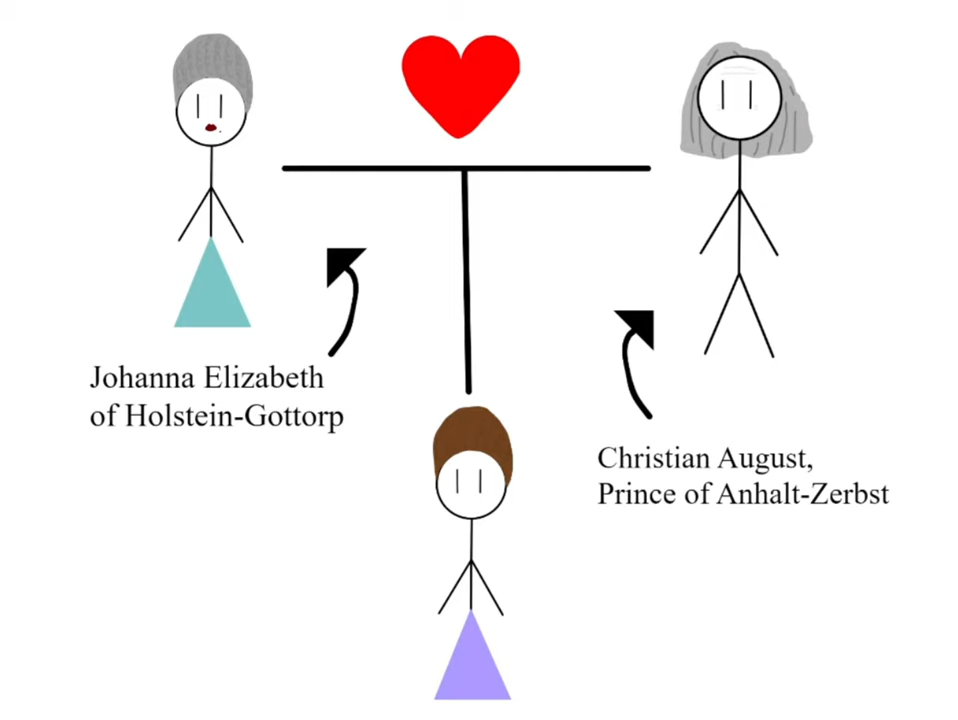 Johanna Elizabeth
of Holstein-Gottorp
Christian August,
Prince of Anhalt-Zerbst